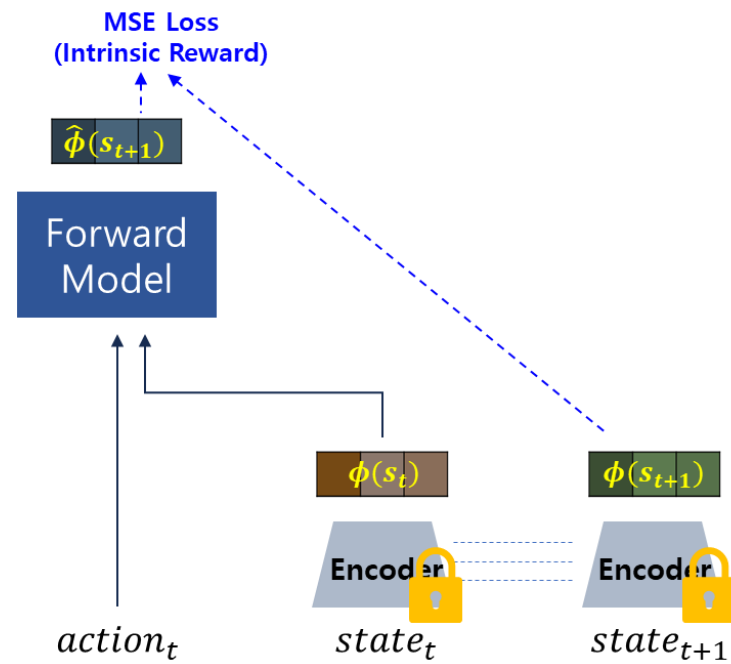 MSE Loss
(Intrinsic Reward)
ϕ̂(s_{t+1})
Forward
Model
ϕ(s_t)
ϕ(s_{t+1})
Encoder
Encoder
action_t
state_t
state_{t+1}